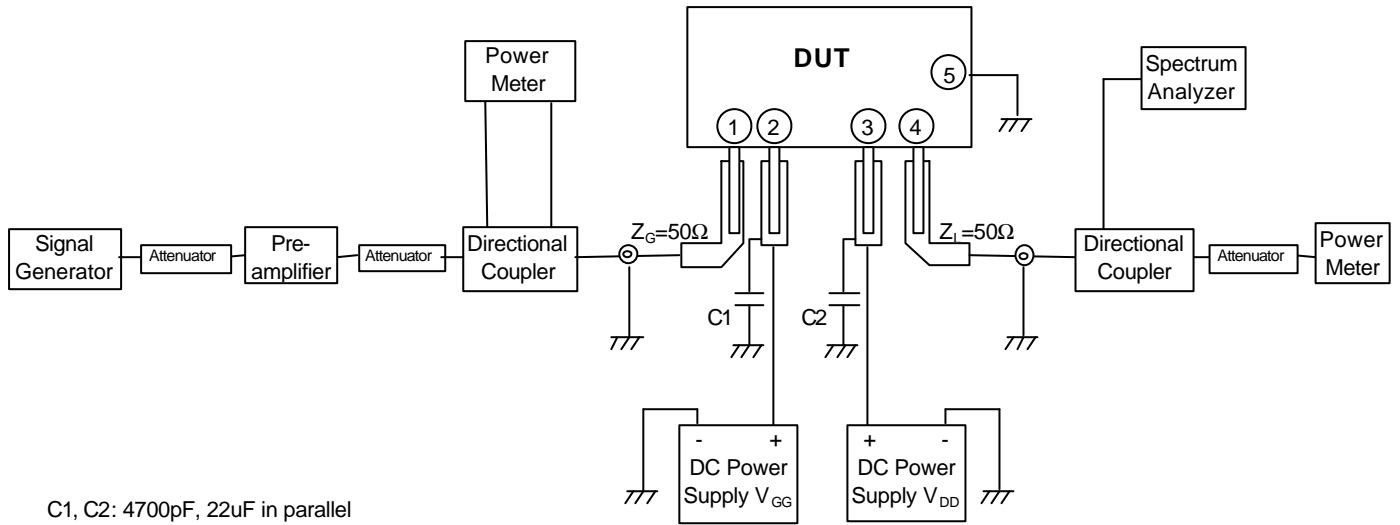 Power
Meter
DUT
5
Spectrum
Analyzer
1
2
3
4
Signal
Generator
Attenuator
Pre-
amplifier
Attenuator
Directional
Coupler
ZG=50Ω
ZL=50Ω
Directional
Coupler
Attenuator
Power
Meter
C1
C2
- +
DC Power
Supply VGG
+ -
DC Power
Supply VDD
C1, C2: 4700pF, 22uF in parallel